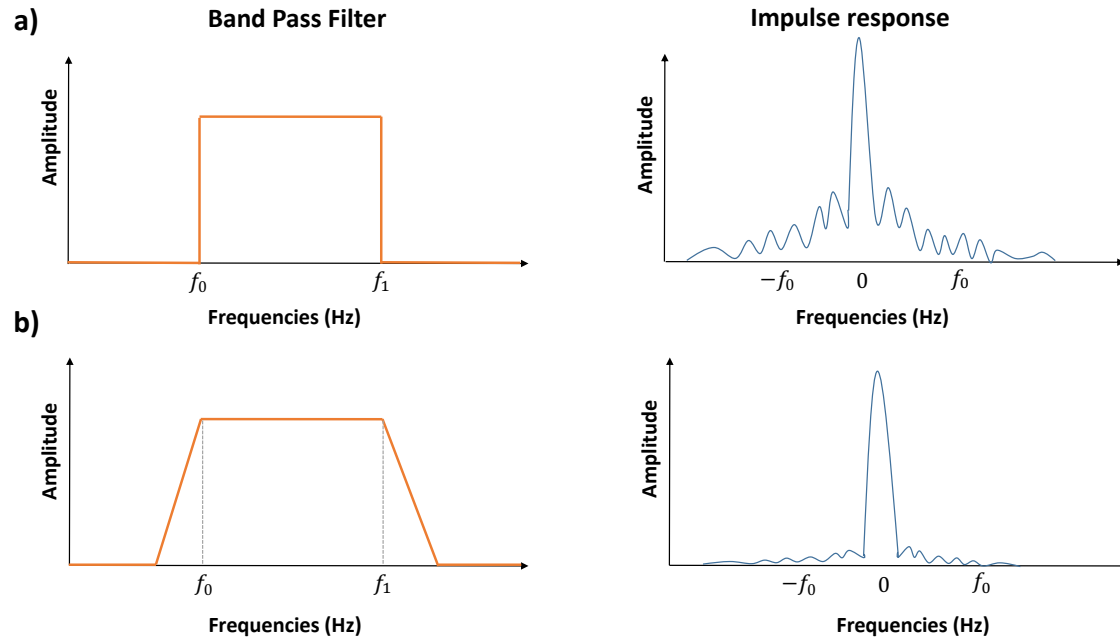 a)
Band Pass Filter
Impulse response
Amplitude
f₀
f₁
Frequencies (Hz)
Amplitude
−f₀
0
f₀
Frequencies (Hz)
b)
Amplitude
f₀
f₁
Frequencies (Hz)
Amplitude
−f₀
0
f₀
Frequencies (Hz)